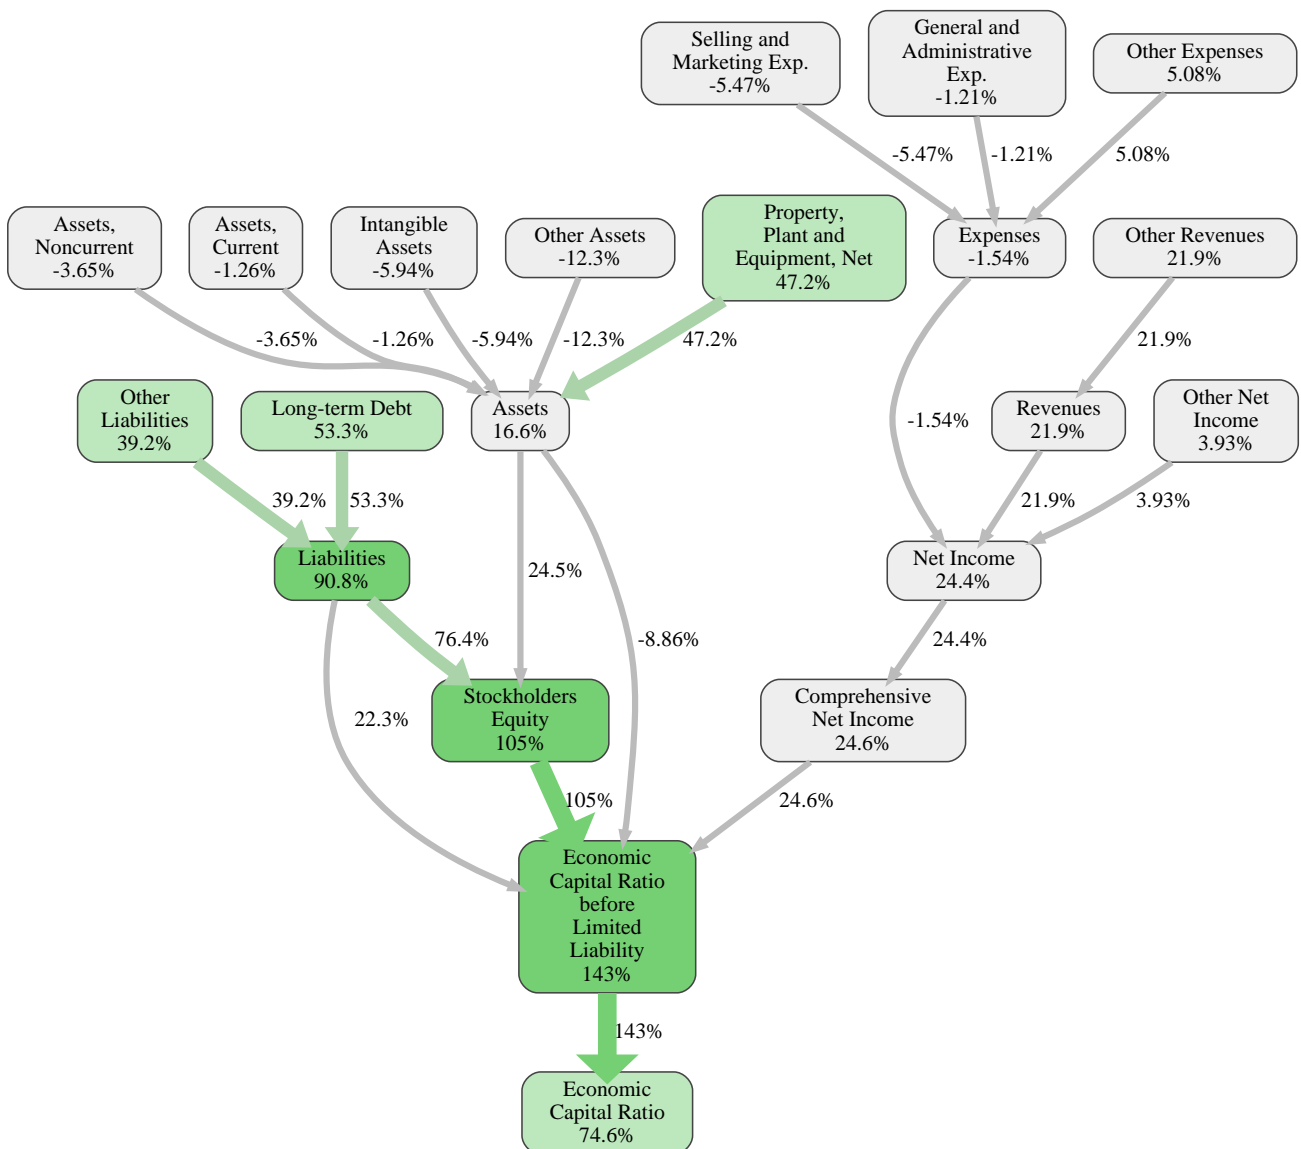 Selling and
Marketing Exp.
-5.47%
General and
Administrative
Exp.
-1.21%
Other Expenses
5.08%
-5.47%
-1.21%
5.08%
Assets,
Noncurrent
-3.65%
Assets,
Current
-1.26%
Intangible
Assets
-5.94%
Other Assets
-12.3%
Property,
Plant and
Equipment, Net
47.2%
Expenses
-1.54%
Other Revenues
21.9%
-3.65%
-1.26%
-5.94%
-12.3%
47.2%
21.9%
Other
Liabilities
39.2%
Long-term Debt
53.3%
Assets
16.6%
-1.54%
Revenues
21.9%
Other Net
Income
3.93%
39.2%
53.3%
21.9%
3.93%
Liabilities
90.8%
24.5%
Net Income
24.4%
76.4%
-8.86%
24.4%
Stockholders
Equity
105%
22.3%
Comprehensive
Net Income
24.6%
105%
24.6%
Economic
Capital Ratio
before
Limited
Liability
143%
143%
Economic
Capital Ratio
74.6%